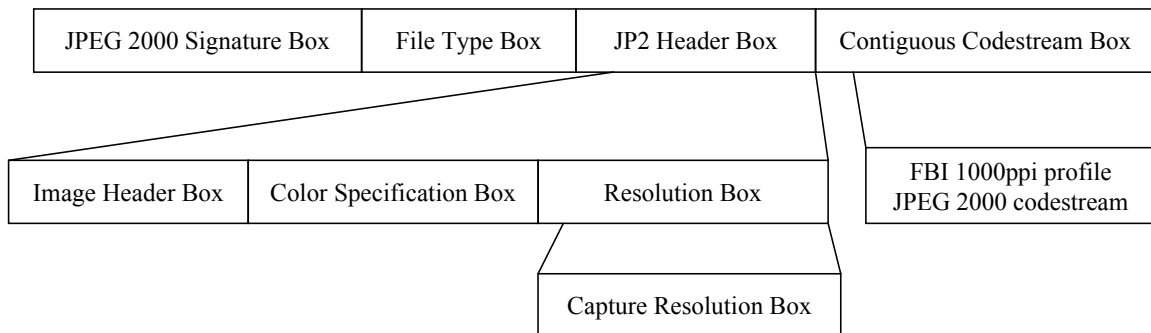 JPEG 2000 Signature Box
File Type Box
JP2 Header Box
Contiguous Codestream Box
Image Header Box
Color Specification Box
Resolution Box
FBI 1000ppi profile
JPEG 2000 codestream
Capture Resolution Box